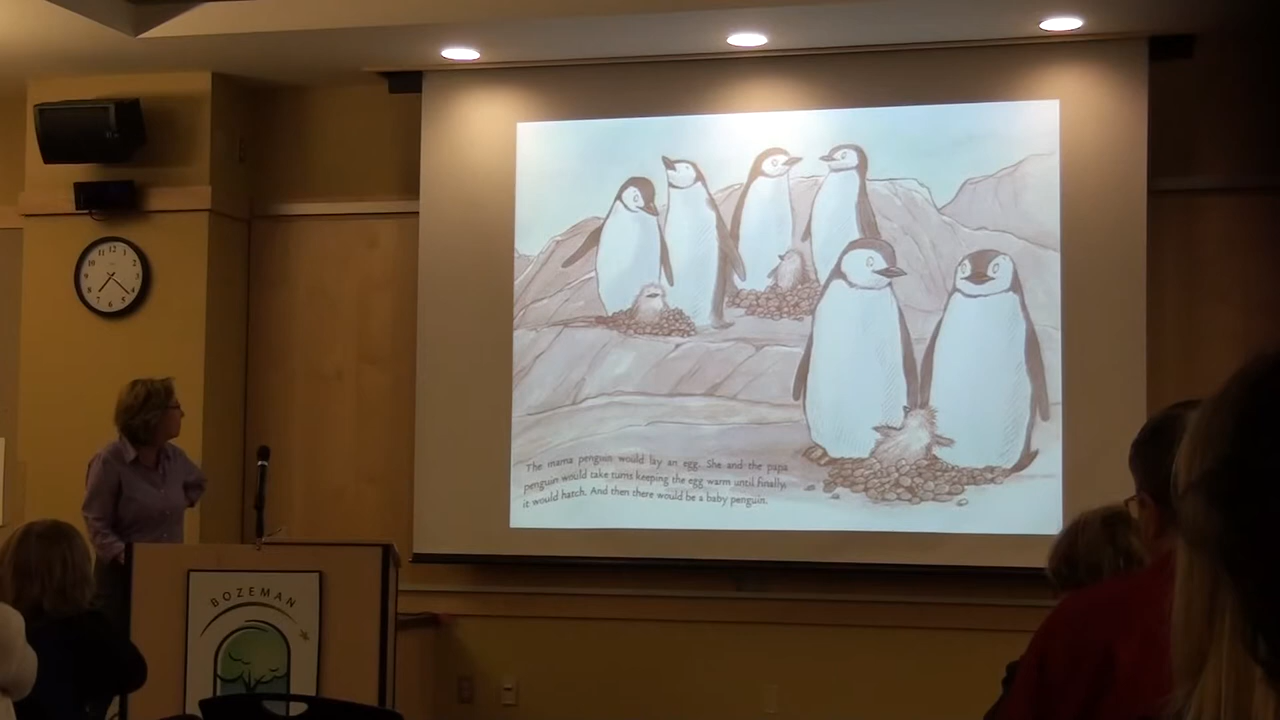 The mama penguin would lay an egg. She and the papa
penguin would take turns keeping the egg warm until finally,
it would hatch. And then there would be a baby penguin.
BOZEMAN